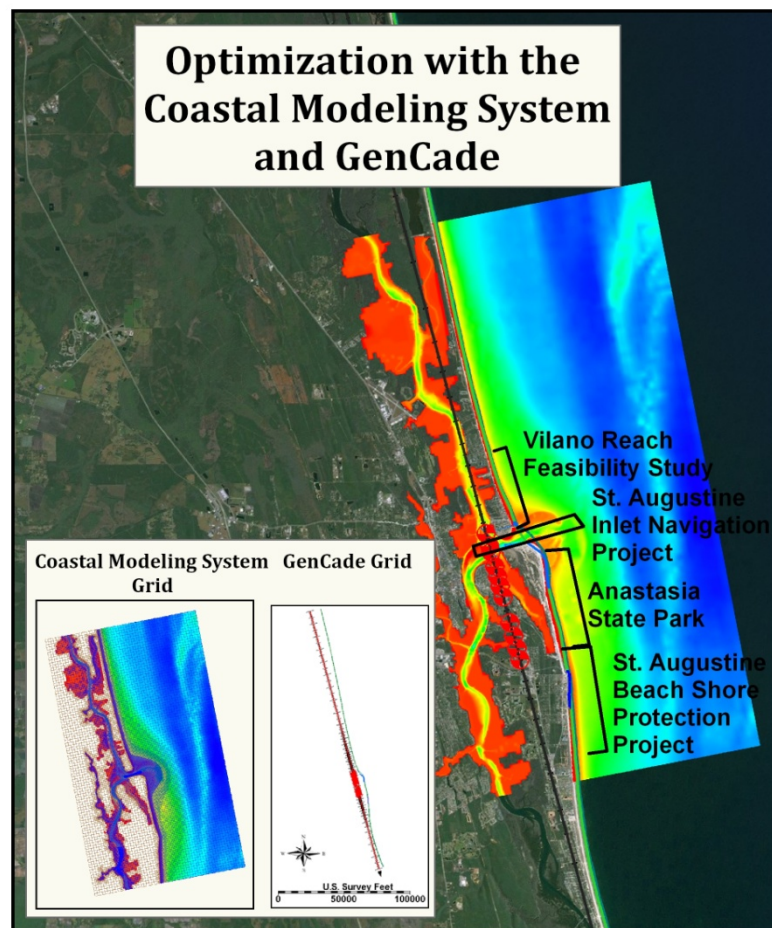 Optimization with the
Coastal Modeling System
and GenCade
Vilano Reach
Feasibility Study
St. Augustine
Inlet Navigation
Project
Anastasia
State Park
St. Augustine
Beach Shore
Protection
Project
Coastal Modeling System
Grid
GenCade Grid
U.S. Survey Feet
0 50000 100000